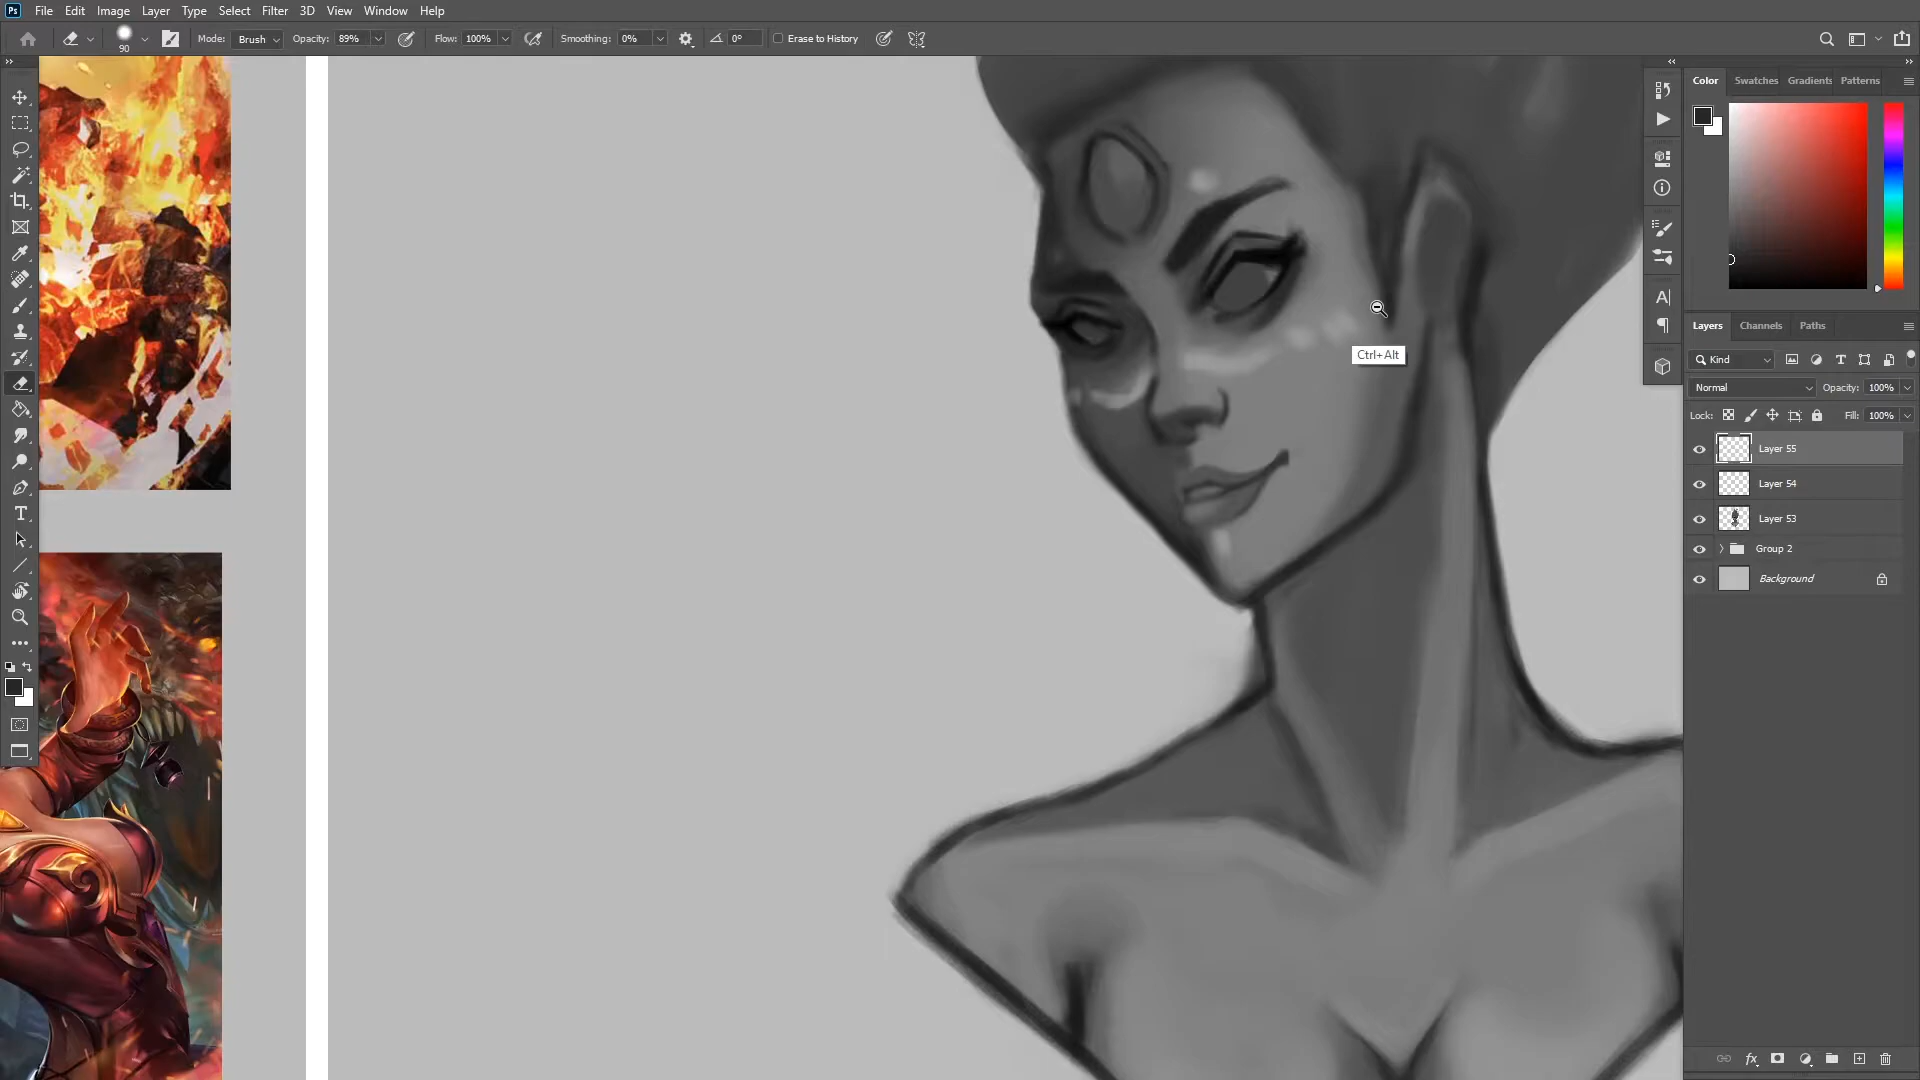 Ps File Edit Image Layer Type Select Filter 3D View Window Help
90 Mode: Brush Opacity: 89% Flow: 100% Smoothing: 0% 0° Erase to History
Color Swatches Gradients Patterns
Layers Channels Paths
Kind
Normal Opacity: 100%
Lock: Fill: 100%
Layer 55
Layer 54
Layer 53
Group 2
Background
Ctrl+Alt